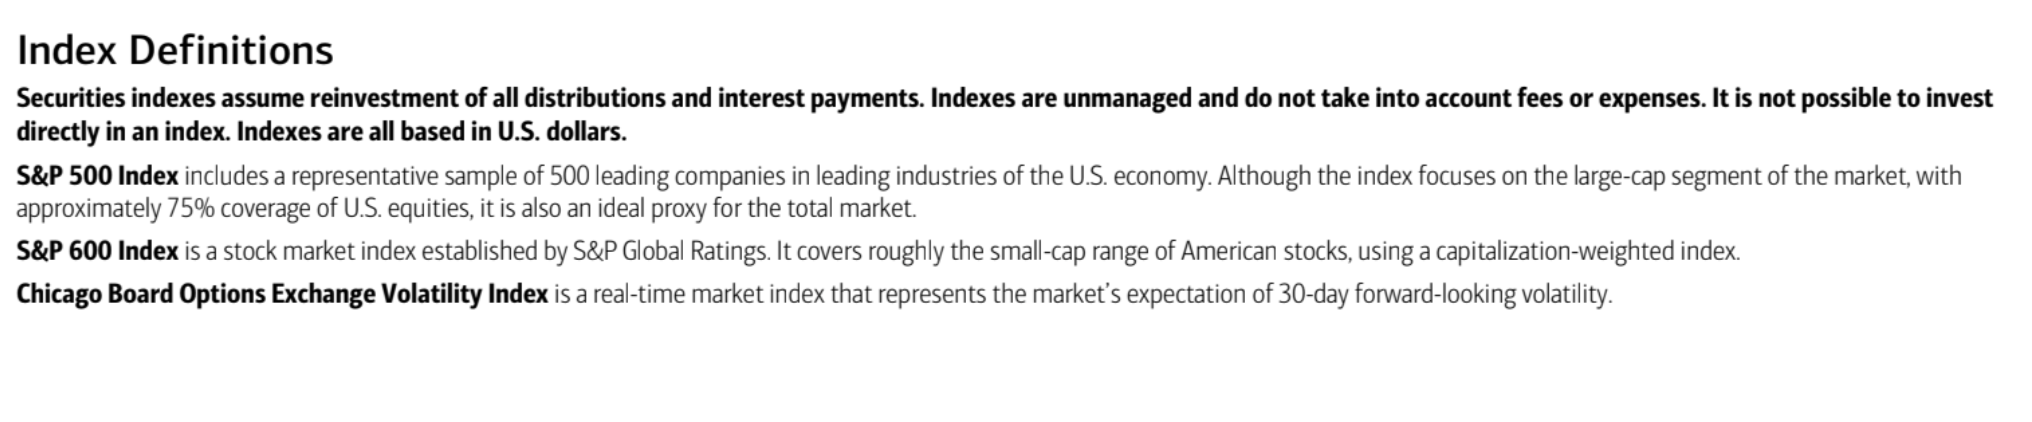 Index Definitions
Securities indexes assume reinvestment of all distributions and interest payments. Indexes are unmanaged and do not take into account fees or expenses. It is not possible to invest
directly in an index. Indexes are all based in U.S. dollars.
S&P 500 Index includes a representative sample of 500 leading companies in leading industries of the U.S. economy. Although the index focuses on the large-cap segment of the market, with
approximately 75% coverage of U.S. equities, it is also an ideal proxy for the total market.
S&P 600 Index is a stock market index established by S&P Global Ratings. It covers roughly the small-cap range of American stocks, using a capitalization-weighted index.
Chicago Board Options Exchange Volatility Index is a real-time market index that represents the market’s expectation of 30-day forward-looking volatility.